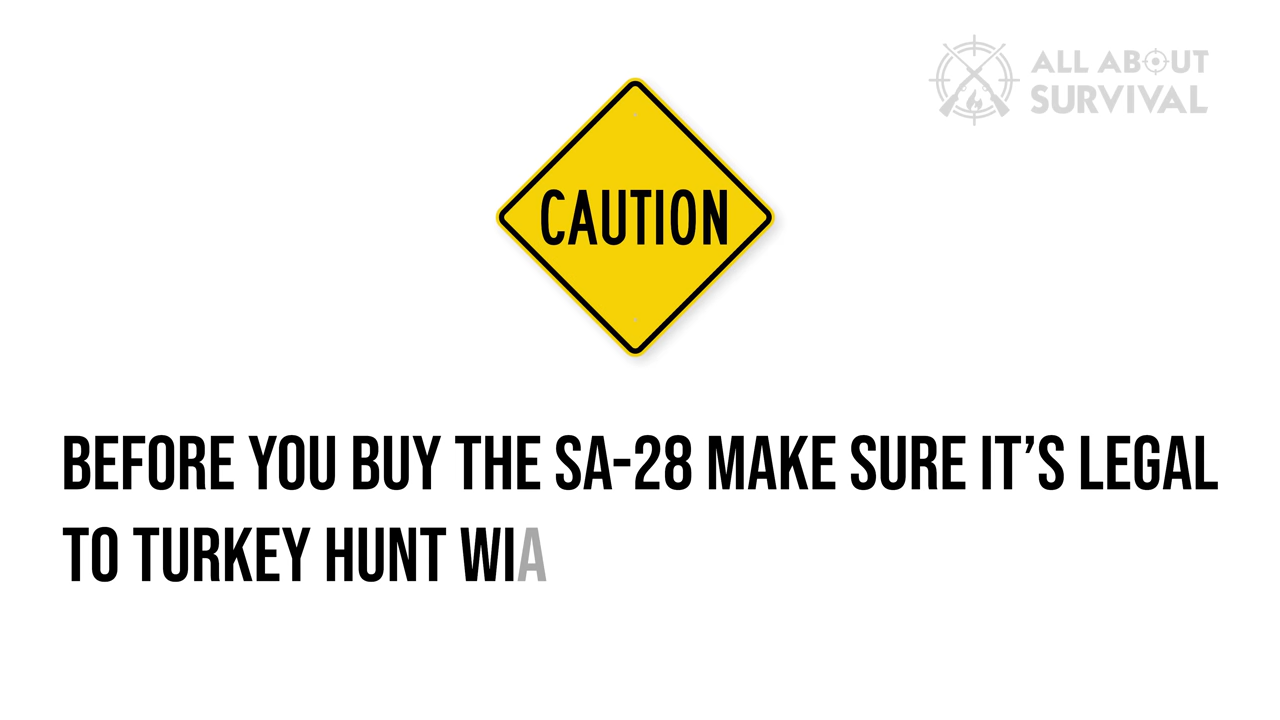 ALL ABOUT
SURVIVAL
CAUTION
BEFORE YOU BUY THE SA-28 MAKE SURE IT'S LEGAL
TO TURKEY HUNT WIA